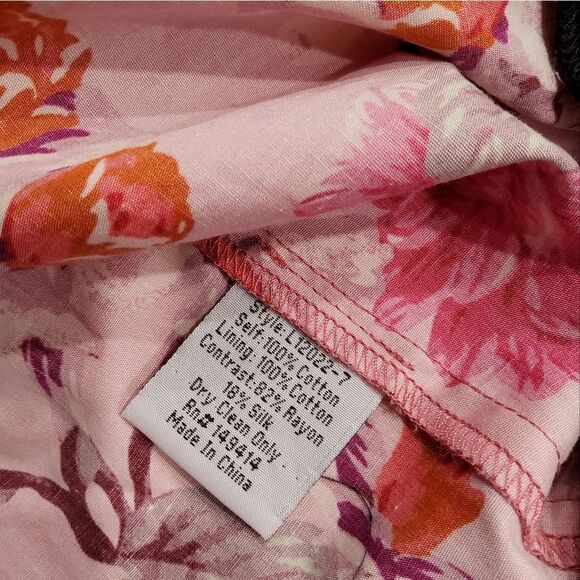 Style:L12022-7
Self:100% Cotton
Lining: 100% Cotton
Contrast:82% Rayon
18% Silk
Dry Clean Only
Rn# 149414
Made In China